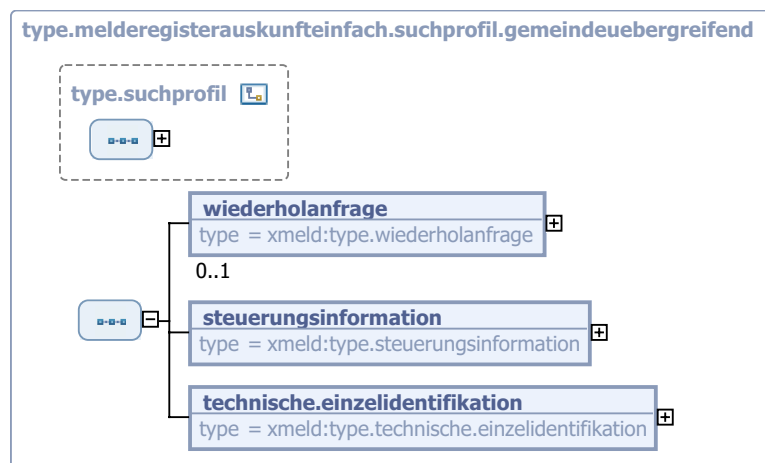 type.melderegisterauskunfteinfach.suchprofil.gemeindeuebergreifend
type.suchprofil
wiederholanfrage
type = xmeld:type.wiederholanfrage
0..1
steuerungsinformation
type = xmeld:type.steuerungsinformation
technische.einzelidentifikation
type = xmeld:type.technische.einzelidentifikation